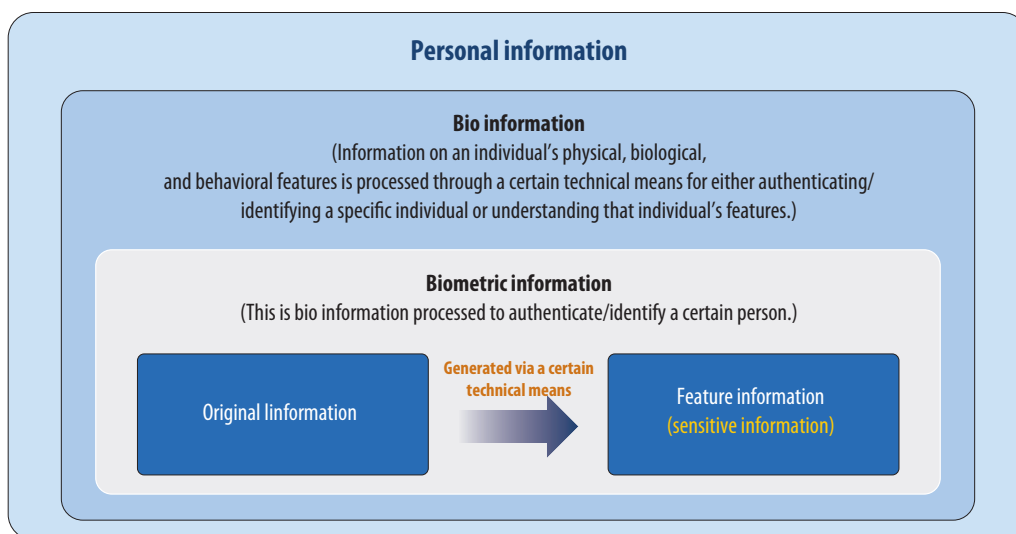 Personal information
Bio information
(Information on an individual's physical, biological,
and behavioral features is processed through a certain technical means for either authenticating/
identifying a specific individual or understanding that individual's features.)
Biometric information
(This is bio information processed to authenticate/identify a certain person.)
Original linformation
Generated via a certain
technical means
Feature information
(sensitive information)